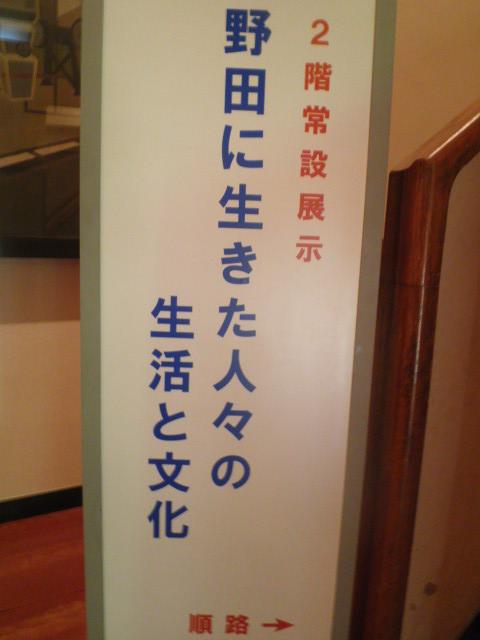 2階常設展示
野田に生きた人々の
生活と文化
順路→